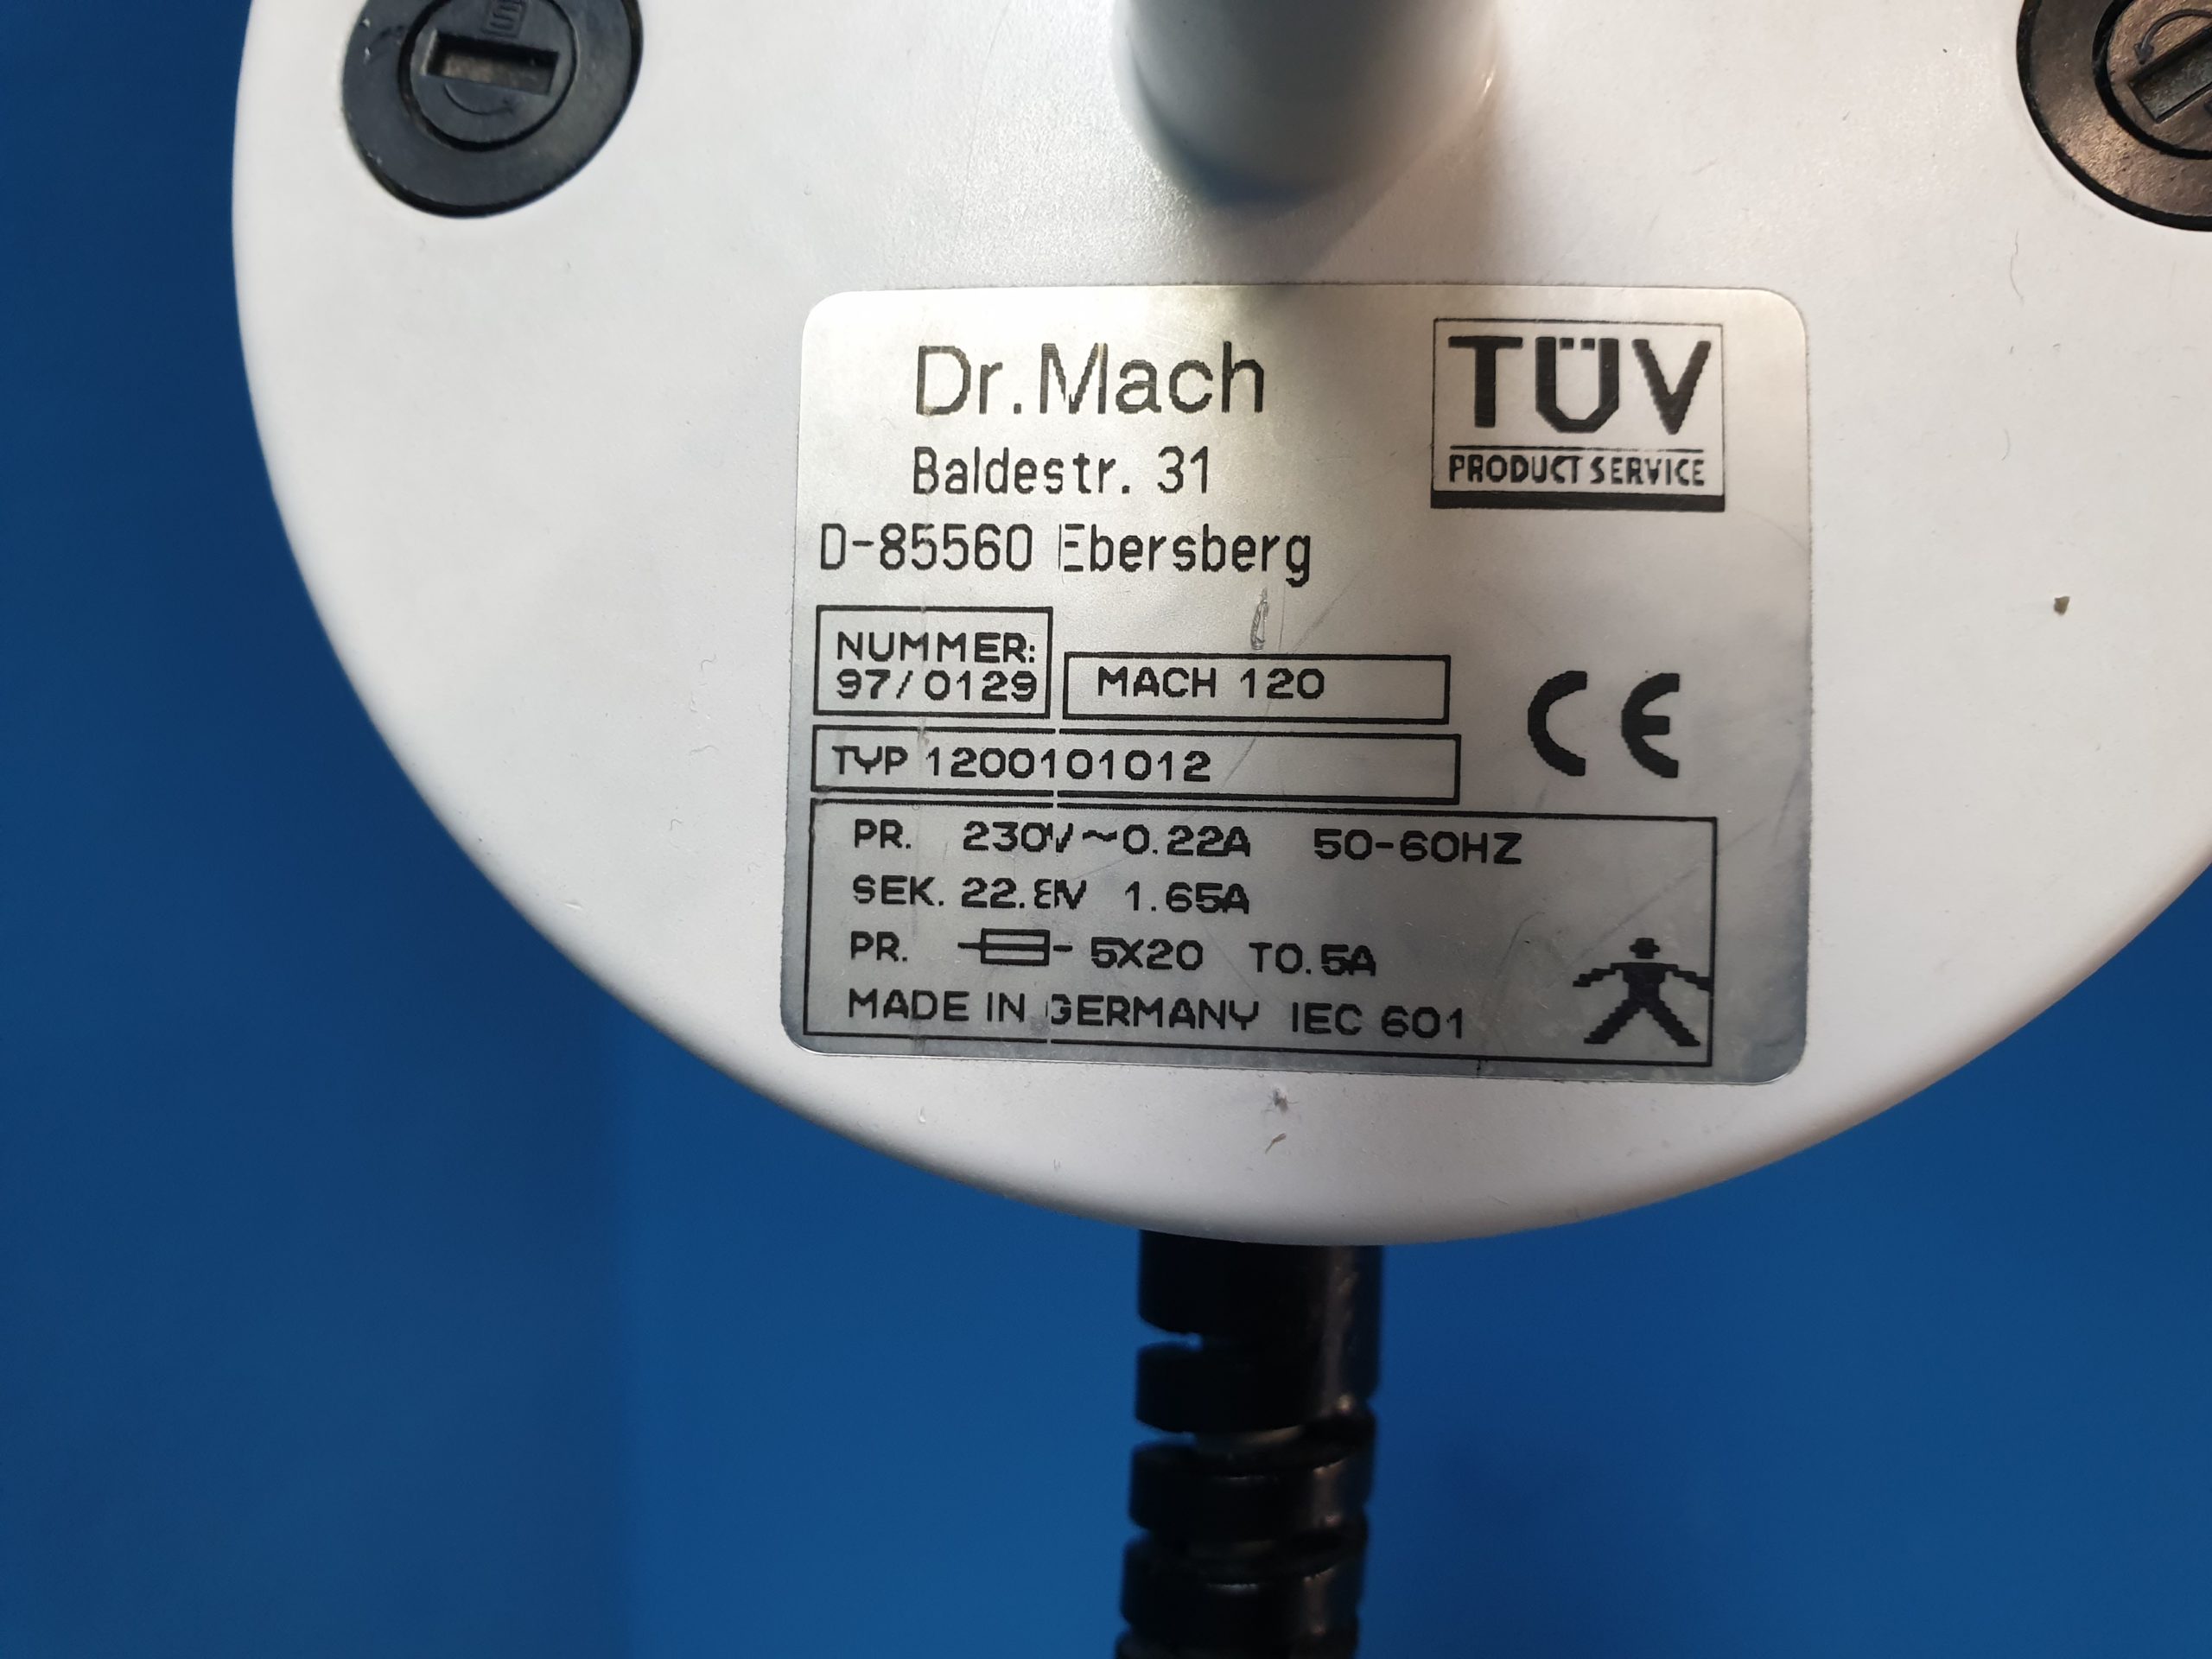 Dr.Mach
Baldestr. 31
D-85560 Ebersberg
TÜV
PRODUCT SERVICE
NUMMER:
97/0129
MACH 120
CE
TYP 1200101012
PR. 230V~0.22A 50-60HZ
SEK. 22.8V 1.65A
PR. 5X20 T0.5A
MADE IN GERMANY IEC 601